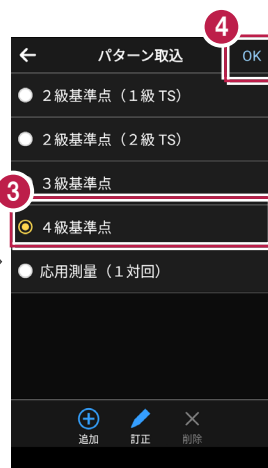 4
← パターン取込 OK
２級基準点（１級 TS）
２級基準点（２級 TS）
３級基準点
3
４級基準点
応用測量（１対回）
追加 訂正 削除